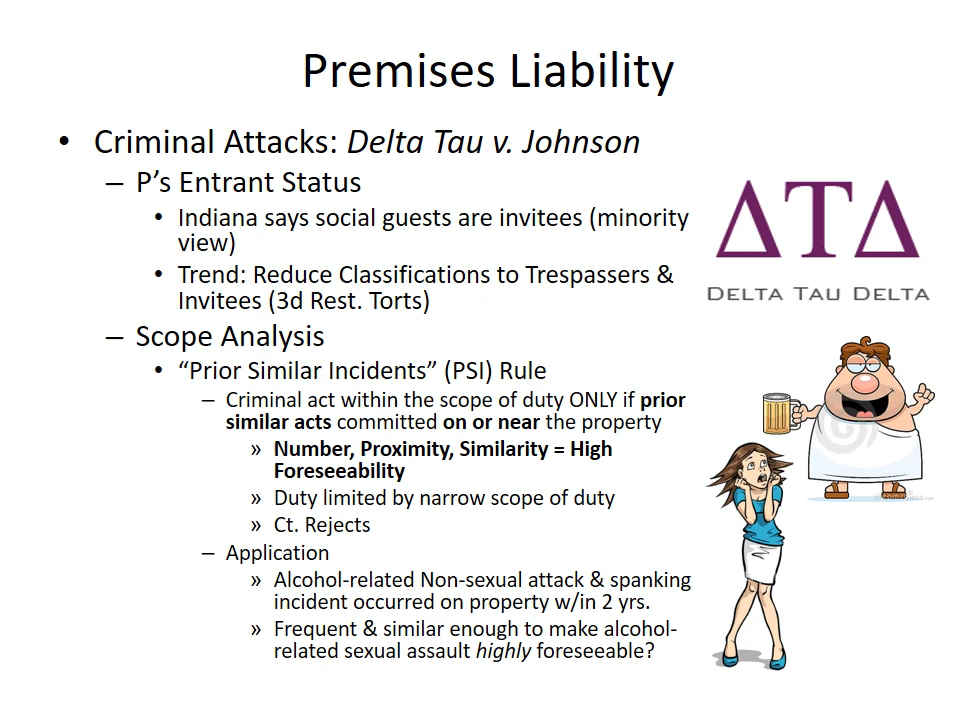 Premises Liability
• Criminal Attacks: Delta Tau v. Johnson
– P’s Entrant Status
• Indiana says social guests are invitees (minority
view)
• Trend: Reduce Classifications to Trespassers &
Invitees (3d Rest. Torts)
– Scope Analysis
• “Prior Similar Incidents” (PSI) Rule
– Criminal act within the scope of duty ONLY if prior
similar acts committed on or near the property
» Number, Proximity, Similarity = High
Foreseeability
» Duty limited by narrow scope of duty
» Ct. Rejects
– Application
» Alcohol-related Non-sexual attack & spanking
incident occurred on property w/in 2 yrs.
» Frequent & similar enough to make alcohol-
related sexual assault highly foreseeable?
ΔΤΔ
DELTA TAU DELTA